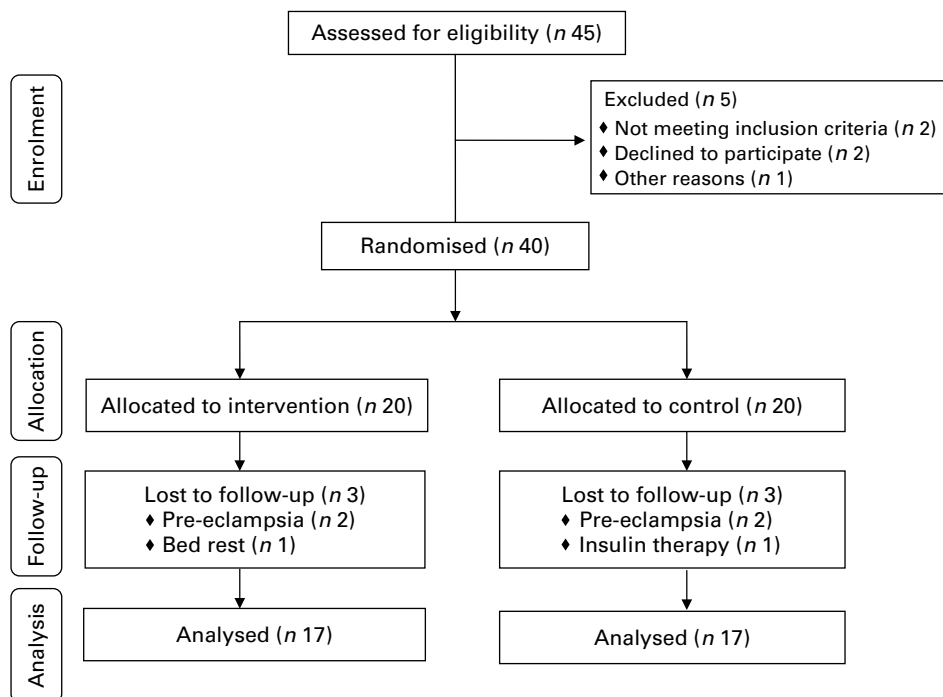 Assessed for eligibility (n 45)
Enrolment
Excluded (n 5)
♦ Not meeting inclusion criteria (n 2)
♦ Declined to participate (n 2)
♦ Other reasons (n 1)
Randomised (n 40)
Allocation
Allocated to intervention (n 20)
Allocated to control (n 20)
Follow-up
Lost to follow-up (n 3)
♦ Pre-eclampsia (n 2)
♦ Bed rest (n 1)
Lost to follow-up (n 3)
♦ Pre-eclampsia (n 2)
♦ Insulin therapy (n 1)
Analysis
Analysed (n 17)
Analysed (n 17)